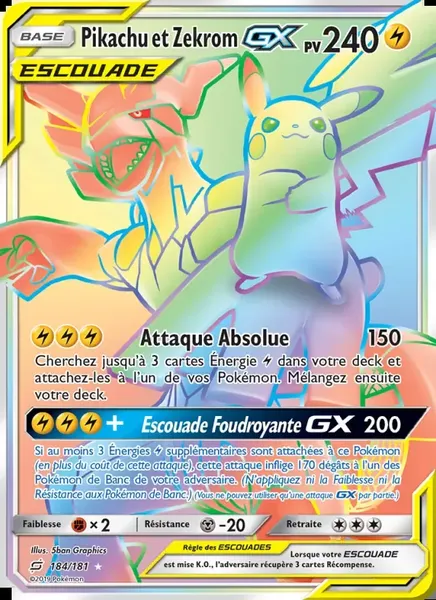 BASE Pikachu et Zekrom GX PV 240
ESCOUADE
Attaque Absolue 150
Cherchez jusqu'à 3 cartes Énergie dans votre deck et
attachez-les à l'un de vos Pokémon. Mélangez ensuite
votre deck.
+ Escouade Foudroyante GX 200
Si au moins 3 Énergies supplémentaires sont attachées à ce Pokémon
(en plus du coût de cette attaque), cette attaque inflige 170 dégâts à l'un des
Pokémon de Banc de votre adversaire. (N'appliquez ni la Faiblesse ni la
Résistance aux Pokémon de Banc.) (Vous ne pouvez utiliser qu'une attaque GX par partie.)
Faiblesse ×2 Résistance -20 Retraite
Illus. 5ban Graphics
184/181
©2019 Pokémon
Règle des ESCOUADES
Lorsque votre ESCOUADE
est mise K.O., l'adversaire récupère 3 cartes Récompense.